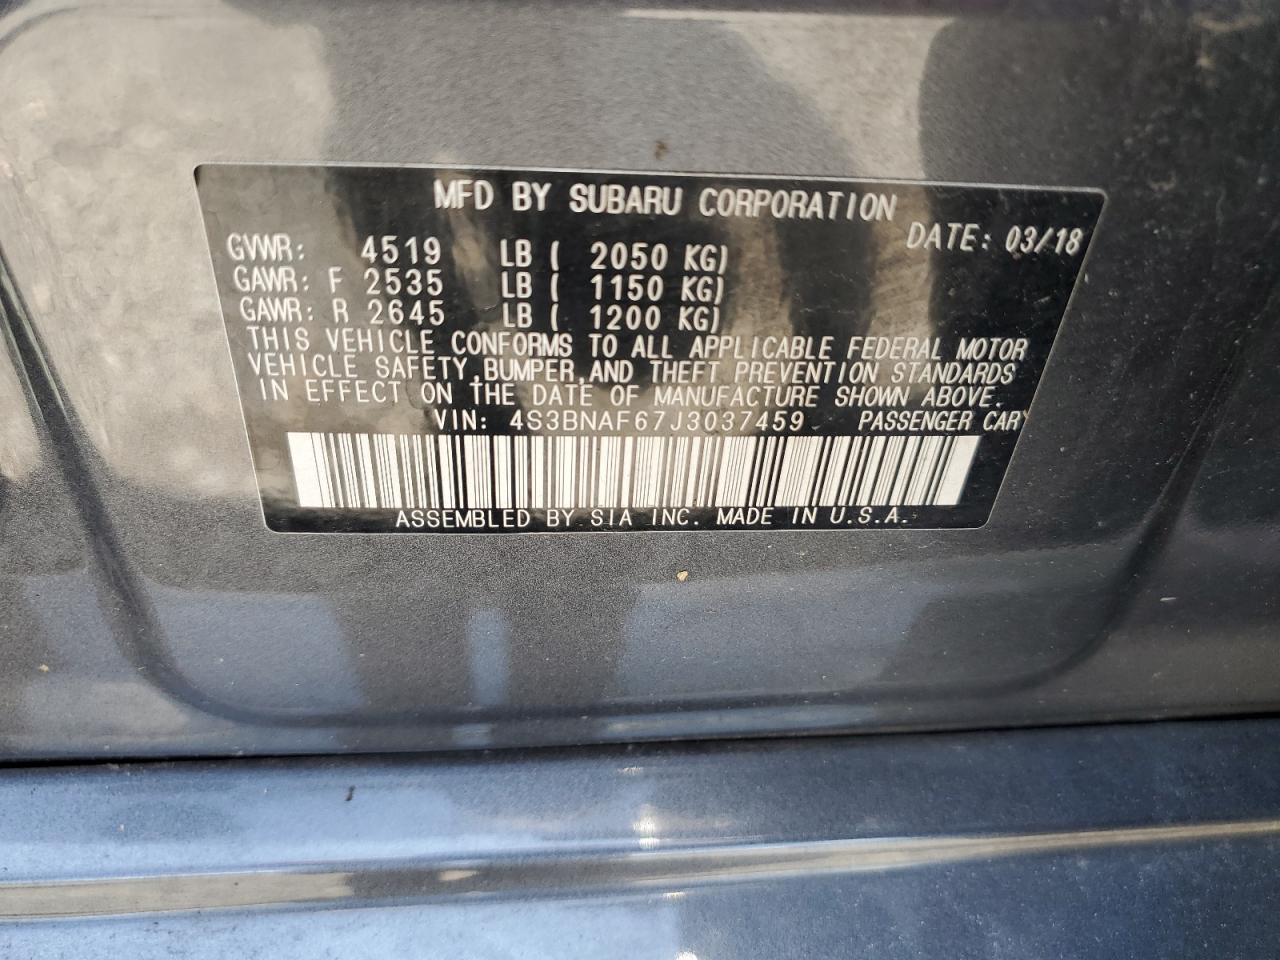 MFD BY SUBARU CORPORATION
DATE: 03/18
GVWR: 4519 LB ( 2050 KG)
GAWR: F 2535 LB ( 1150 KG)
GAWR: R 2645 LB ( 1200 KG)
THIS VEHICLE CONFORMS TO ALL APPLICABLE FEDERAL MOTOR
VEHICLE SAFETY,BUMPER,AND THEFT PREVENTION STANDARDS
IN EFFECT ON THE DATE OF MANUFACTURE SHOWN ABOVE.
VIN: 4S3BNAF67J3037459 PASSENGER CAR
ASSEMBLED BY SIA INC. MADE IN U.S.A.